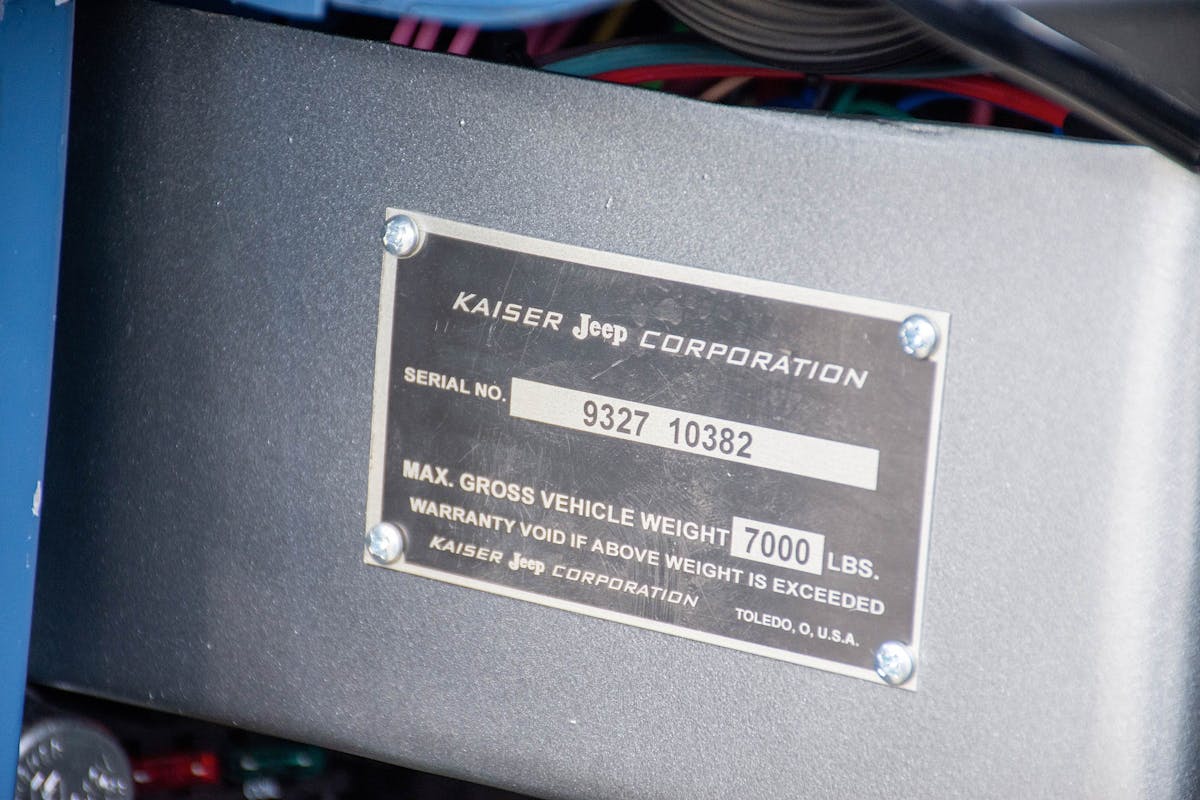 KAISER Jeep CORPORATION
SERIAL NO. 9327 10382
MAX. GROSS VEHICLE WEIGHT 7000 LBS.
WARRANTY VOID IF ABOVE WEIGHT IS EXCEEDED
KAISER Jeep CORPORATION
TOLEDO, O, U.S.A.